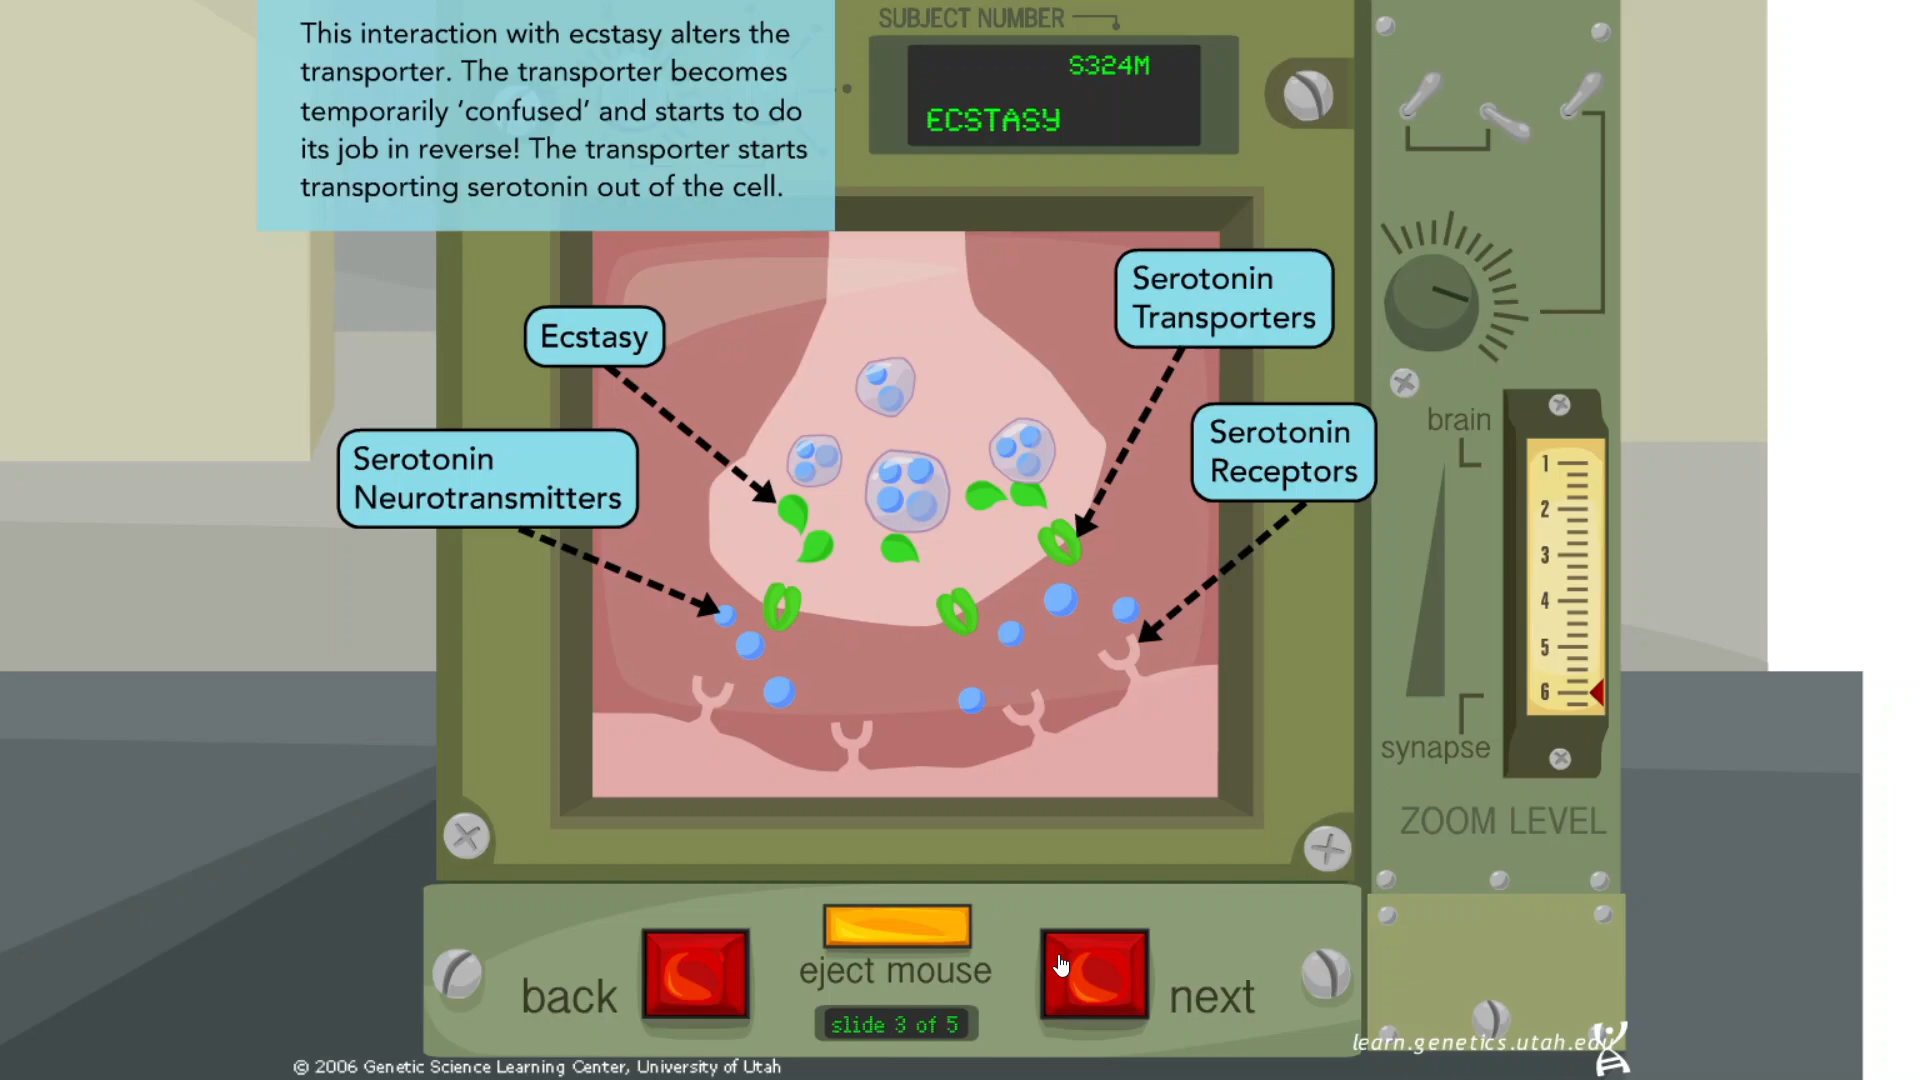 This interaction with ecstasy alters the
transporter. The transporter becomes
temporarily ‘confused’ and starts to do
its job in reverse! The transporter starts
transporting serotonin out of the cell.
SUBJECT NUMBER
S324M
ECSTASY
Ecstasy
Serotonin
Transporters
Serotonin
Neurotransmitters
Serotonin
Receptors
brain
1
2
3
4
5
6
synapse
ZOOM LEVEL
back
eject mouse
next
slide 3 of 5
learn.genetics.utah.edu
© 2006 Genetic Science Learning Center, University of Utah